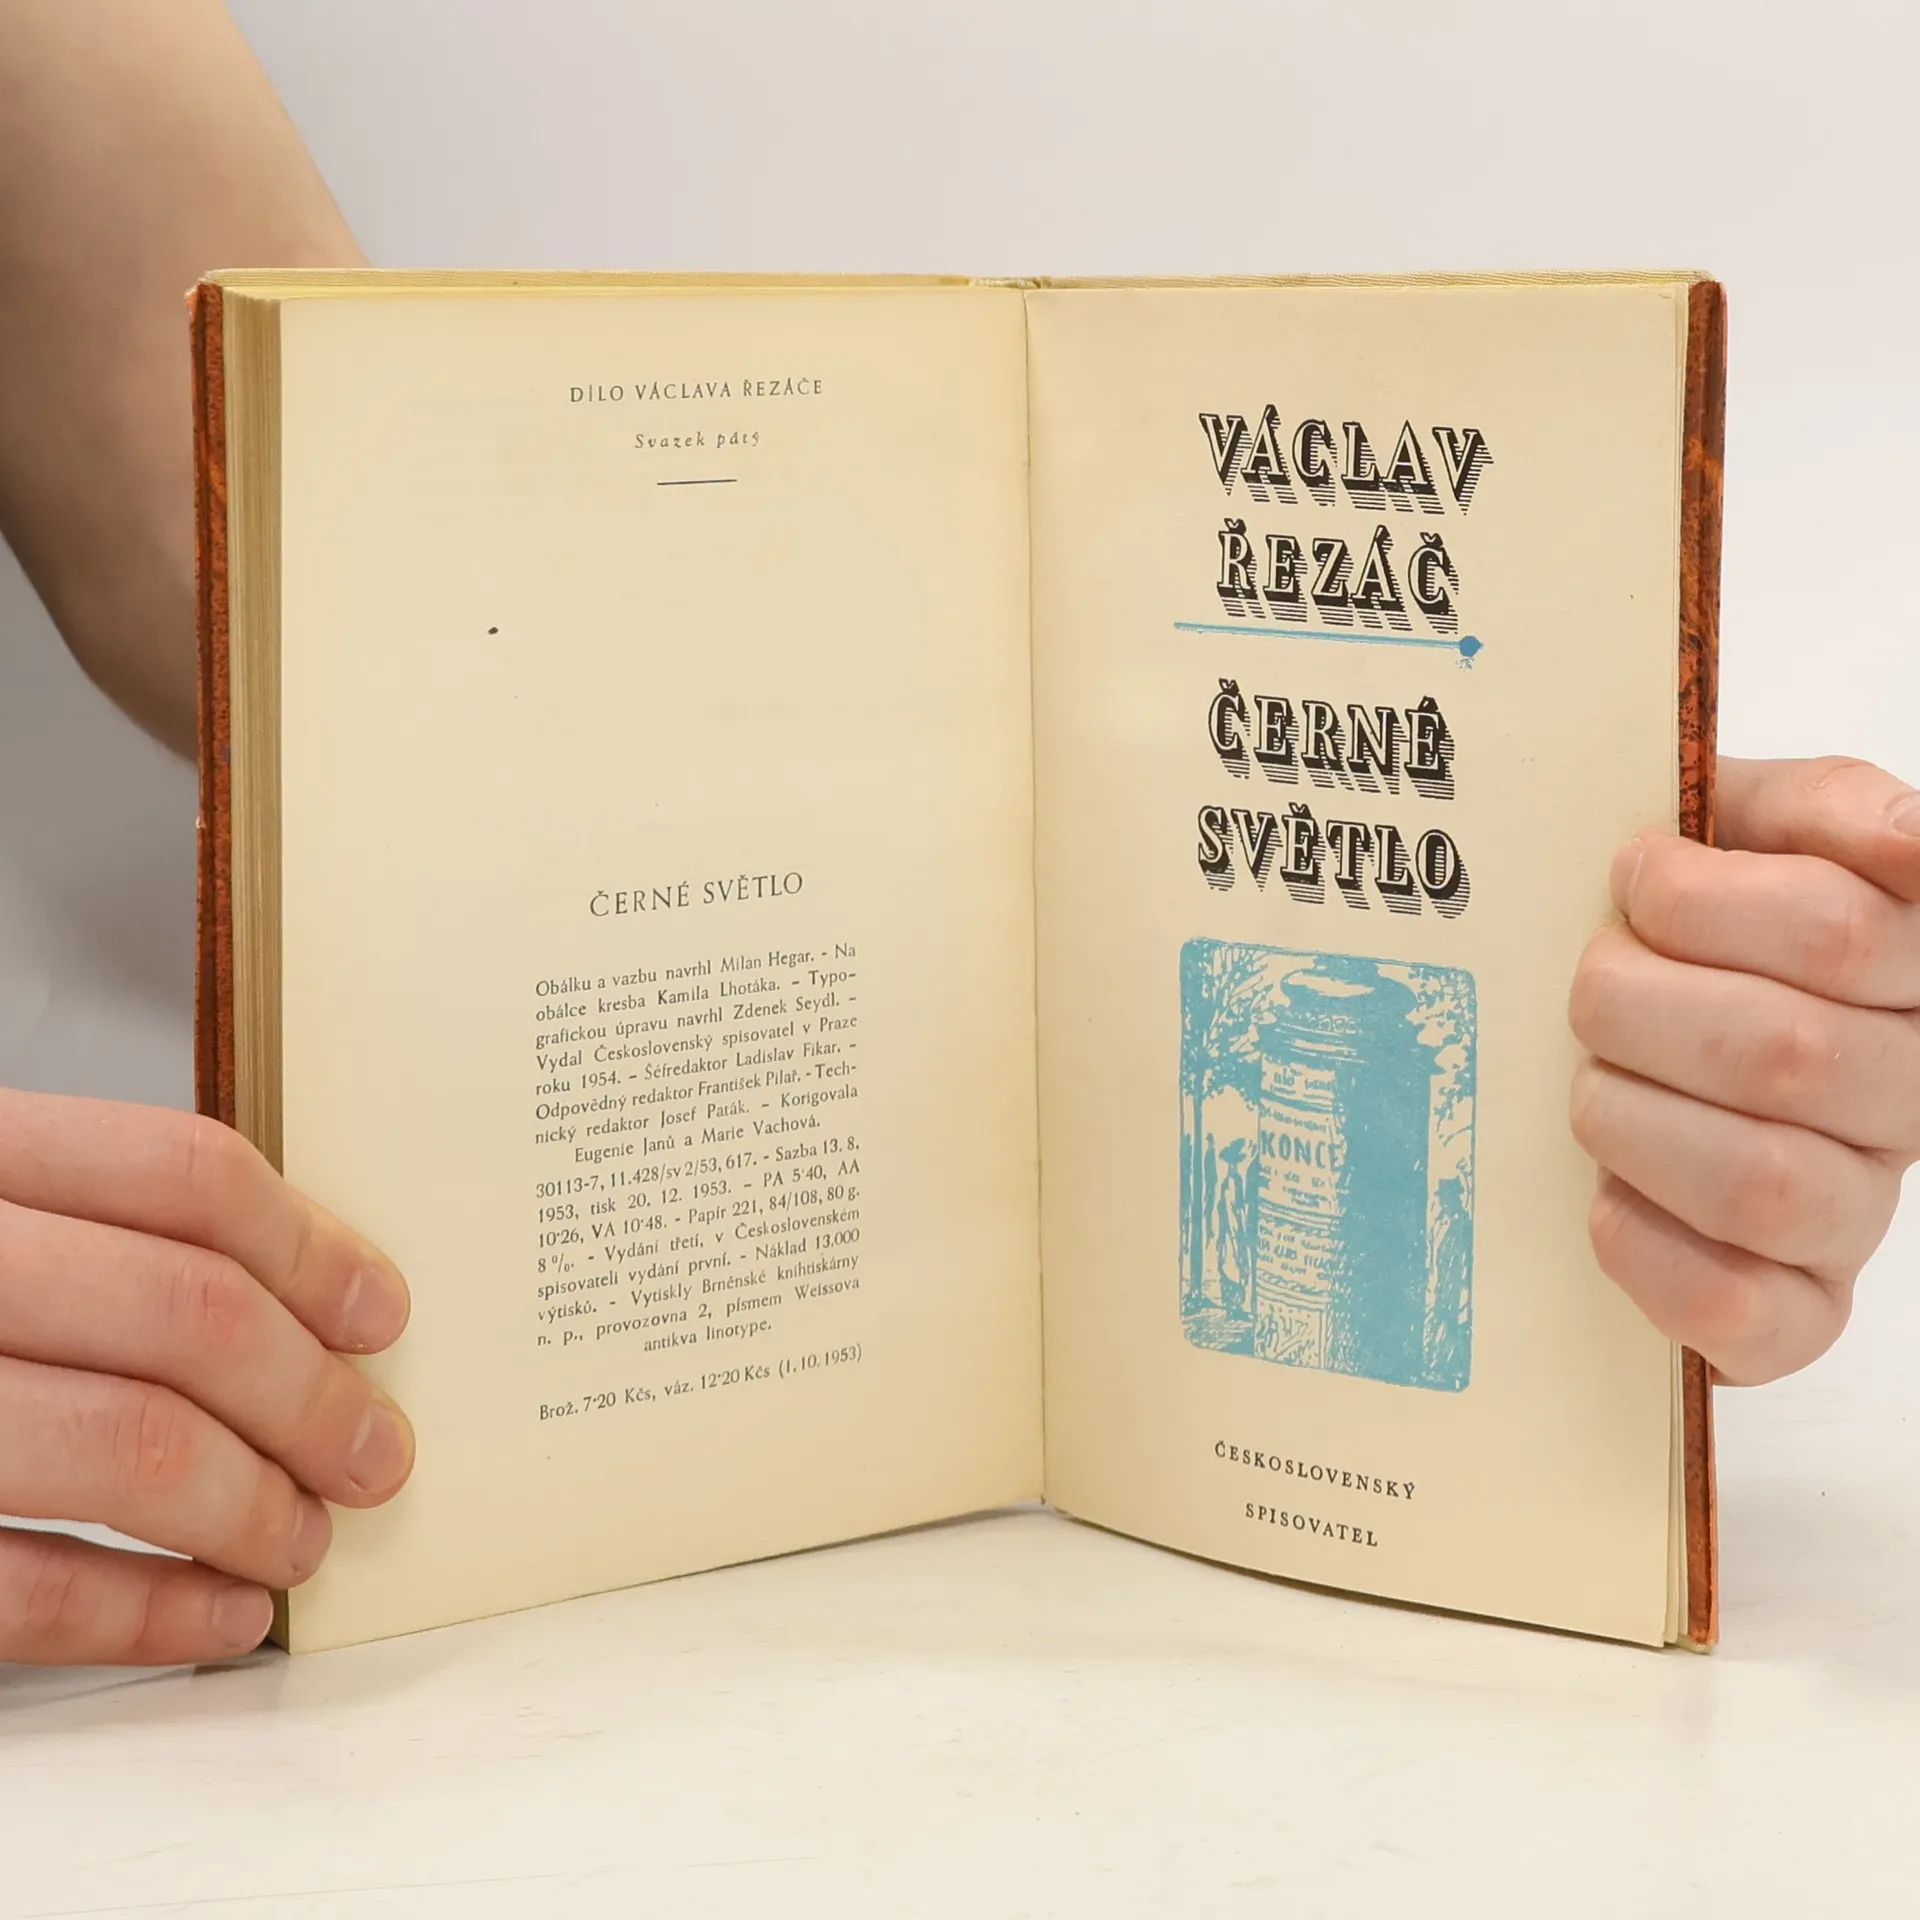 DÍLO VÁCLAVA ŘEZÁČE
Svazek pátý
ČERNÉ SVĚTLO
Obálku a vazbu navrhl Milan Hegar. - Na
obálce kresba Kamila Lhotáka. – Typo-
grafickou úpravu navrhl Zdenek Seydl. –
Vydal Československý spisovatel v Praze
roku 1954. – Šéfredaktor Ladislav Fikar. –
Odpovědný redaktor František Pilař. - Tech-
nický redaktor Josef Paták. – Korigovala
Eugenie Janů a Marie Vachová.
30113-7, 11.428/sv 2/53, 617. - Sazba 13. 8.
1953, tisk 20. 12. 1953. – PA 5·40, AA
10·26, VA 10·48. - Papír 221, 84/108, 80 g.
8 %. - Vydání třetí, v Československém
spisovateli vydání první. - Náklad 13.000
výtisků. - Vytiskly Brněnské knihtiskárny
n. p., provozovna 2, písmem Weissova
antikva linotype.
Brož. 7·20 Kčs, váz. 12·20 Kčs (1. 10. 1953)
VÁCLAV
ŘEZÁČ
ČERNÉ
SVĚTLO
KONCE
ČESKOSLOVENSKÝ
SPISOVATEL